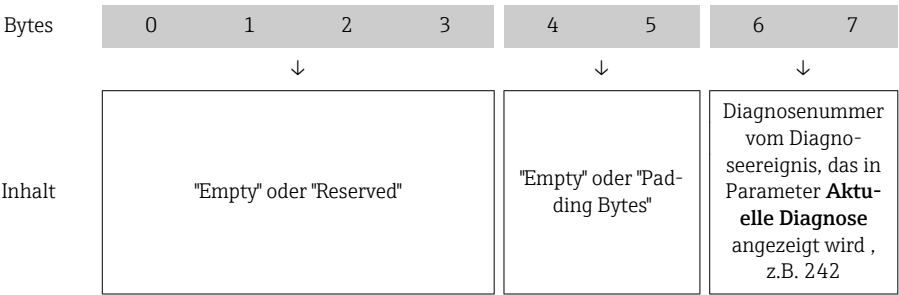 Bytes 0 1 2 3 4 5 6 7
↓ ↓ ↓
Diagnosenummer
vom Diagno-
seereignis, das in
Inhalt "Empty" oder "Reserved" "Empty" oder "Pad- Parameter Aktu-
ding Bytes" elle Diagnose
angezeigt wird ,
z.B. 242